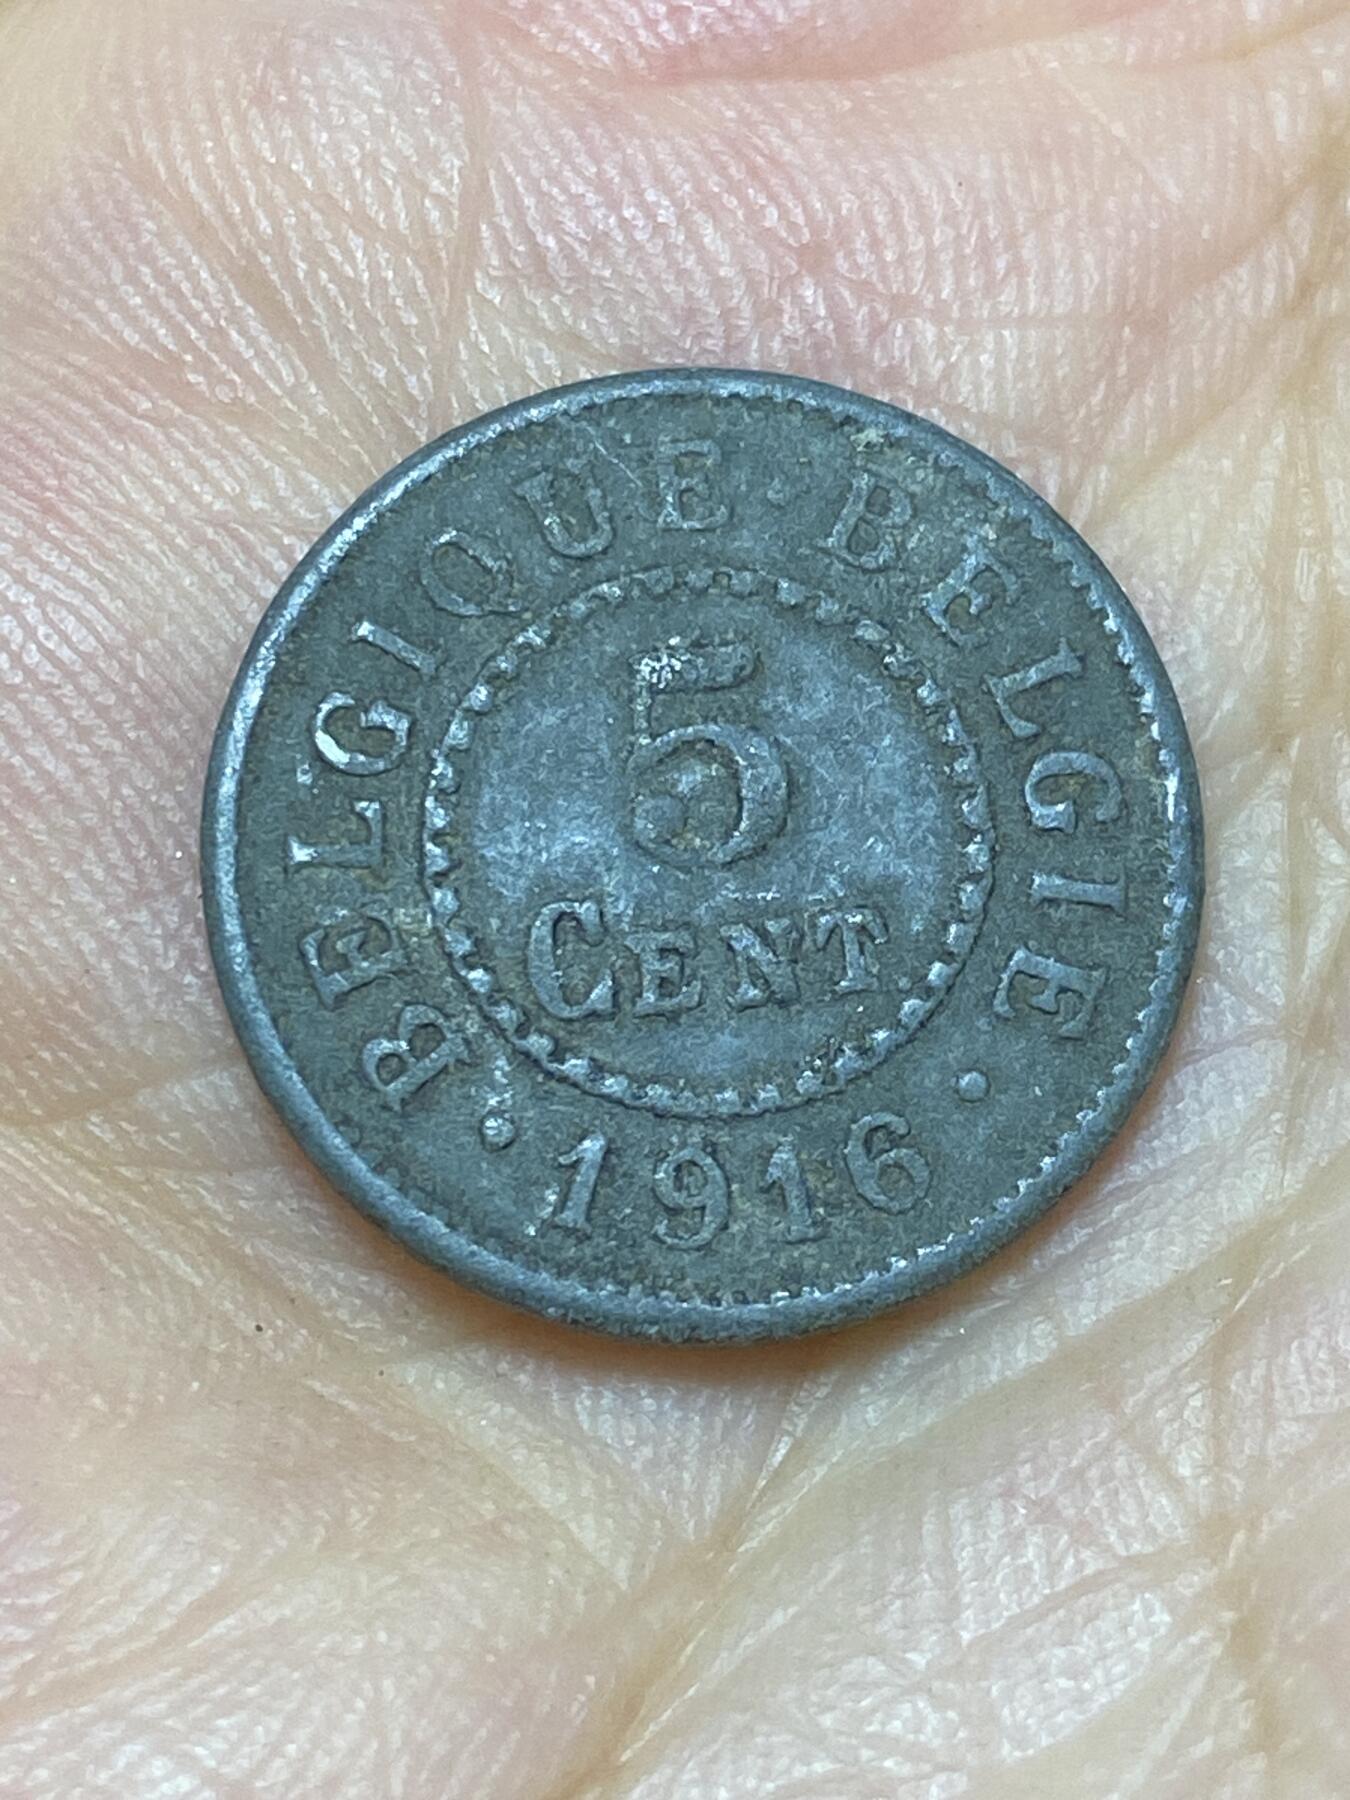 BELGIQUE · BELGIE
5
CENT.
· 1916 ·